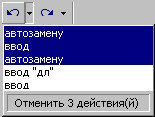 автозамену
ввод
автозамену
ввод "дл"
ввод
Отменить 3 действия(й)